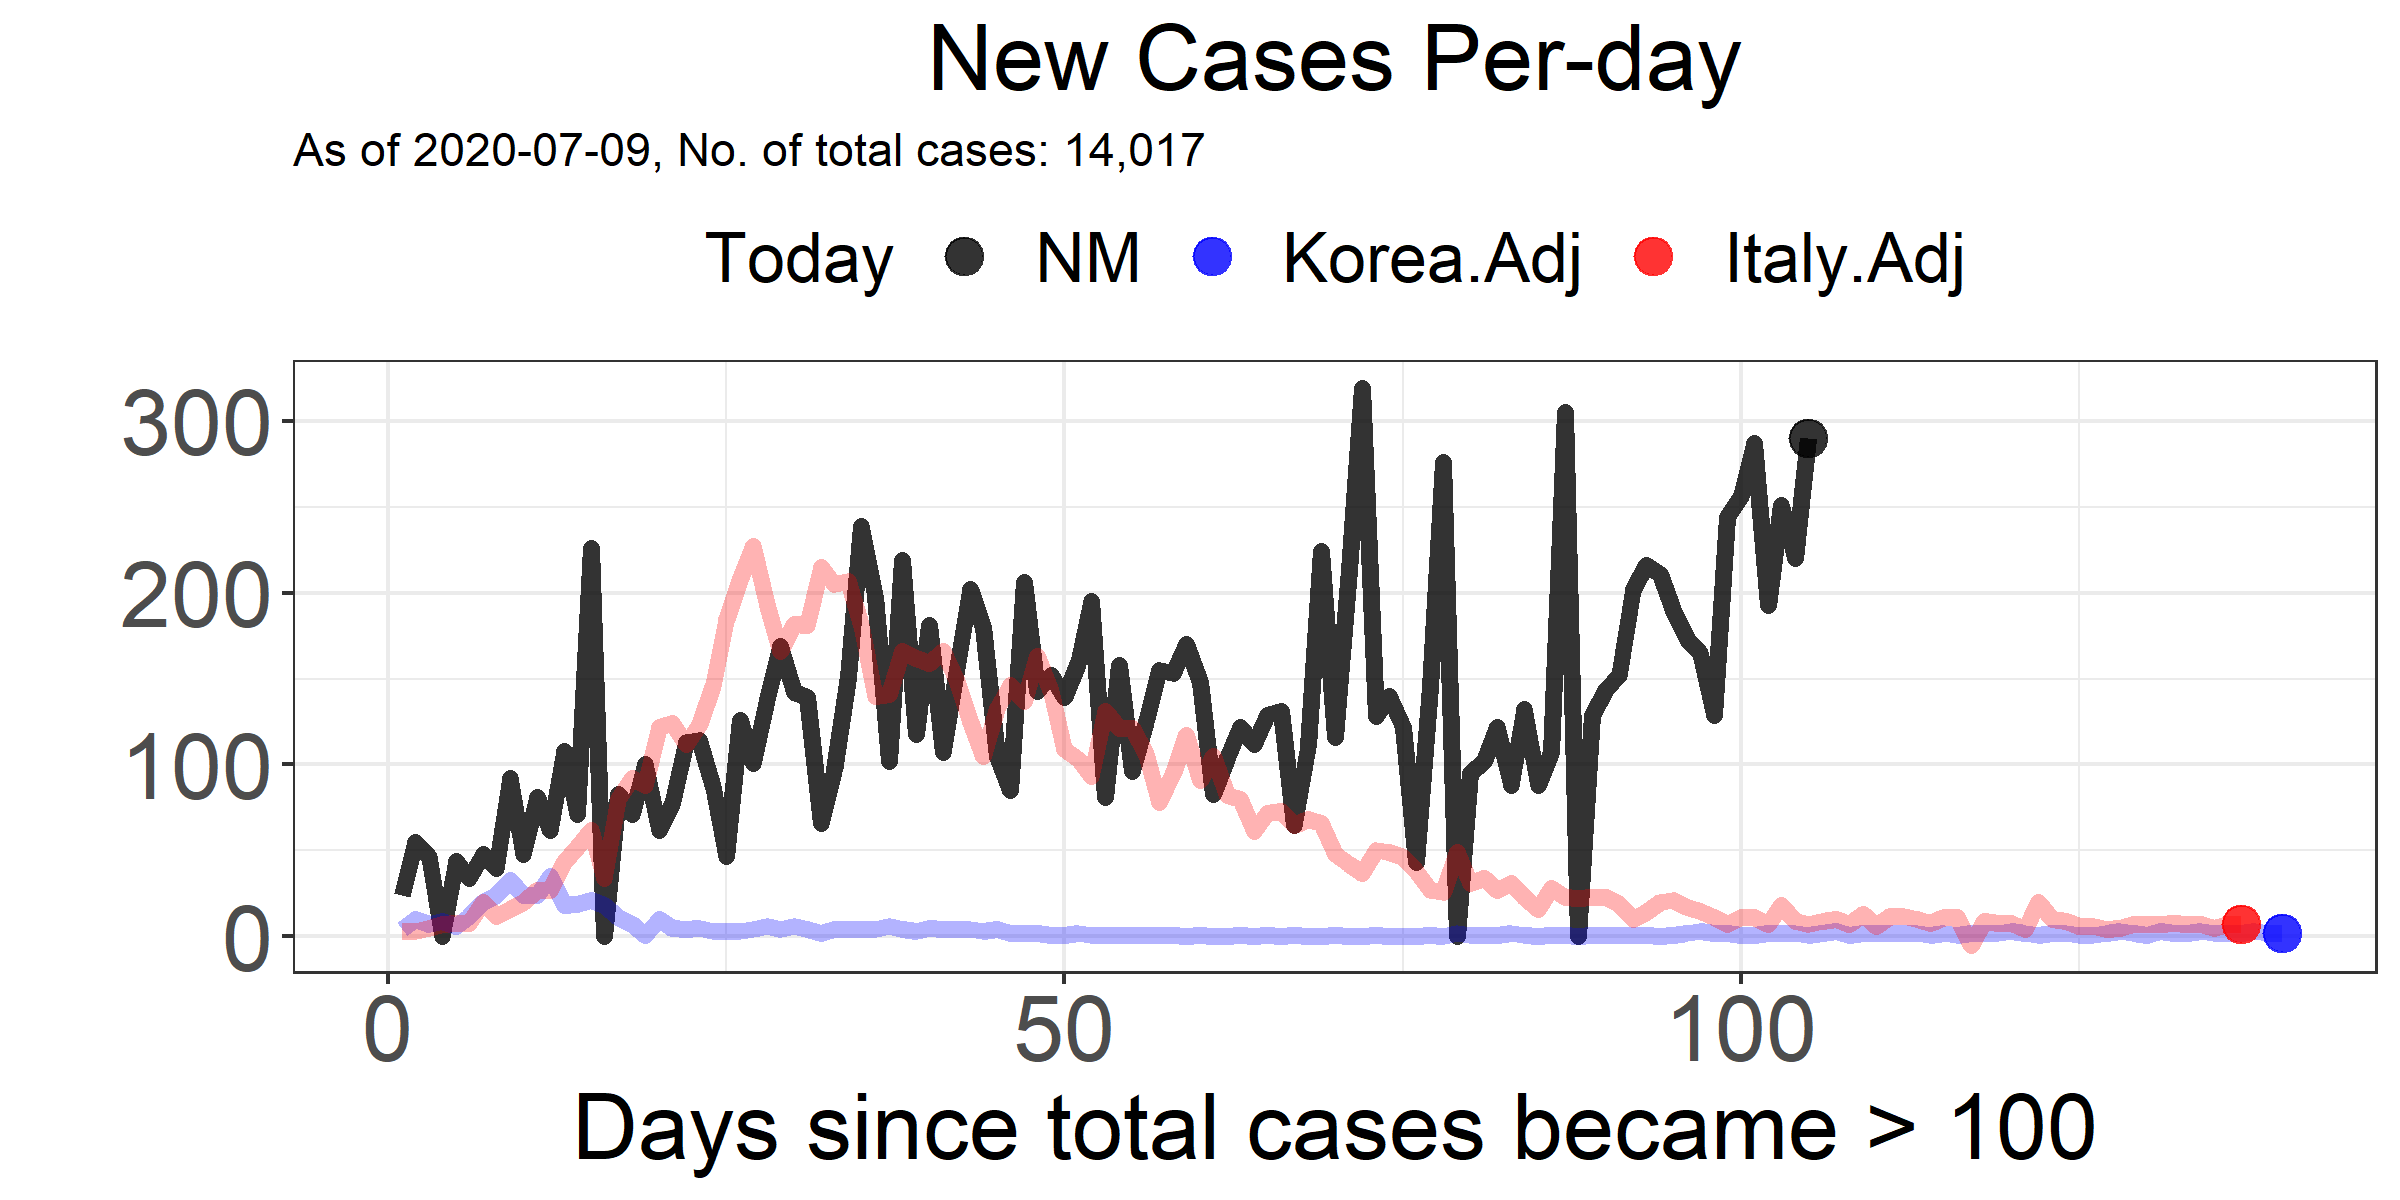 New Cases Per-day
As of 2020-07-09, No. of total cases: 14,017
Today NM Korea.Adj Italy.Adj
300
200
100
0
0 50 100
Days since total cases became > 100